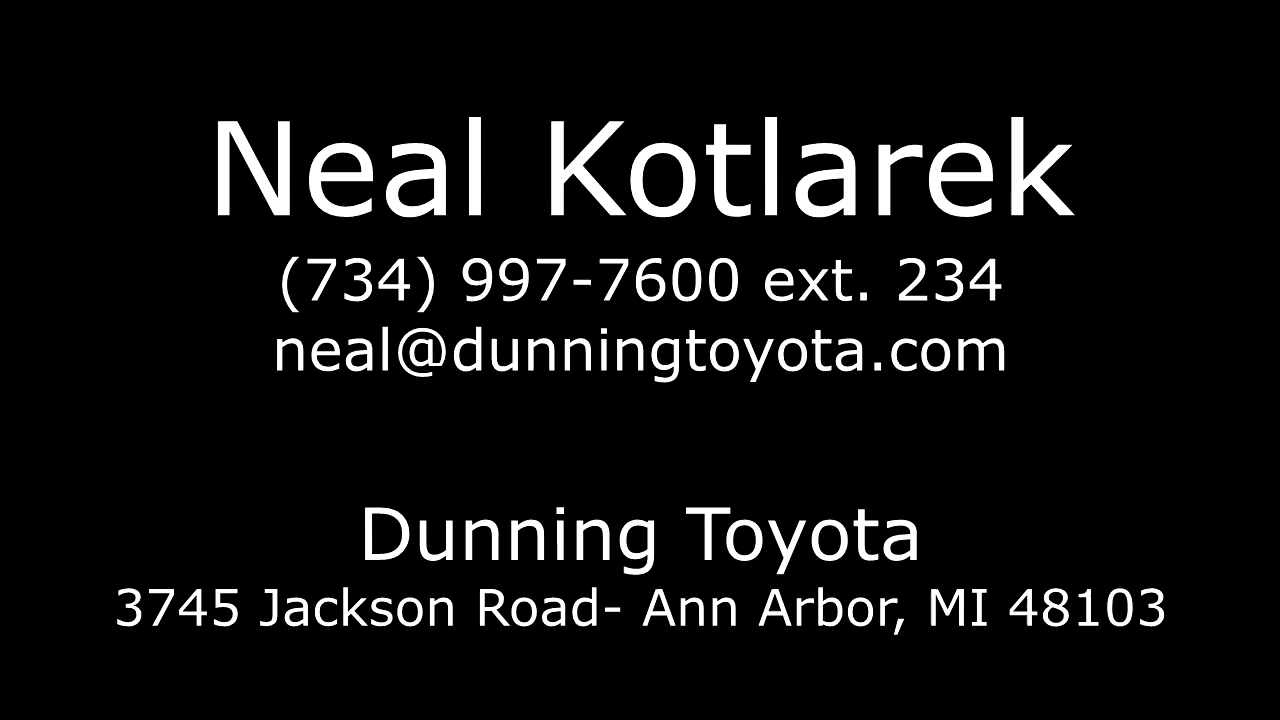 Neal Kotlarek
(734) 997-7600 ext. 234
neal@dunningtoyota.com
Dunning Toyota
3745 Jackson Road- Ann Arbor, MI 48103